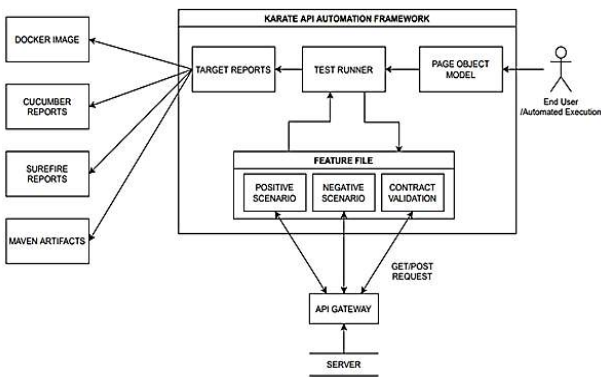 KARATE API AUTOMATION FRAMEWORK
DOCKER IMAGE
CUCUMBER
REPORTS
SUREFIRE
REPORTS
MAVEN ARTIFACTS
TARGET REPORTS
TEST RUNNER
PAGE OBJECT
MODEL
End User
/Automated Execution
FEATURE FILE
POSITIVE
SCENARIO
NEGATIVE
SCENARIO
CONTRACT
VALIDATION
GET/POST
REQUEST
API GATEWAY
SERVER